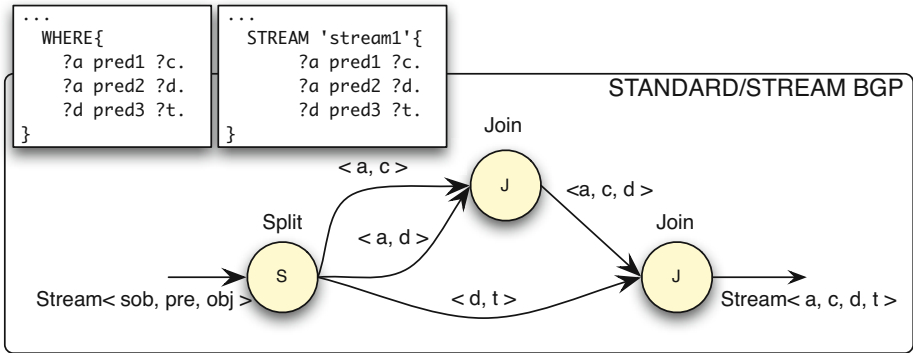 ...
WHERE{
?a pred1 ?c.
?a pred2 ?d.
?d pred3 ?t.
}
...
STREAM 'stream1'{
?a pred1 ?c.
?a pred2 ?d.
?d pred3 ?t.
}
STANDARD/STREAM BGP
Join
< a, c >
J
<a, c, d >
Split
< a, d >
Join
S
J
Stream< sob, pre, obj >
< d, t >
Stream< a, c, d, t >